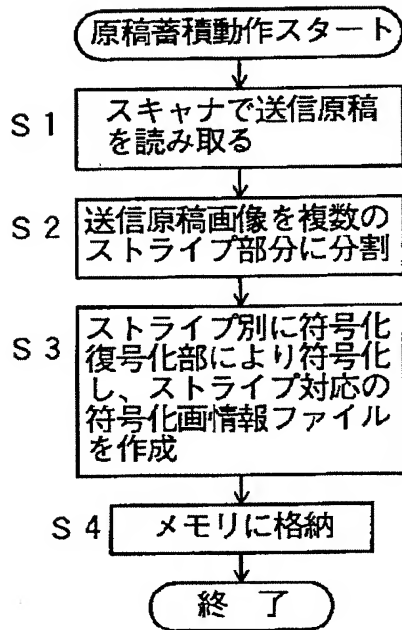 原稿蓄積動作スタート
S1
スキャナで送信原稿
を読み取る
S2
送信原稿画像を複数の
ストライプ部分に分割
S3
ストライプ別に符号化
復号化部により符号化
し、ストライプ対応の
符号化画情報ファイル
を作成
S4
メモリに格納
終了